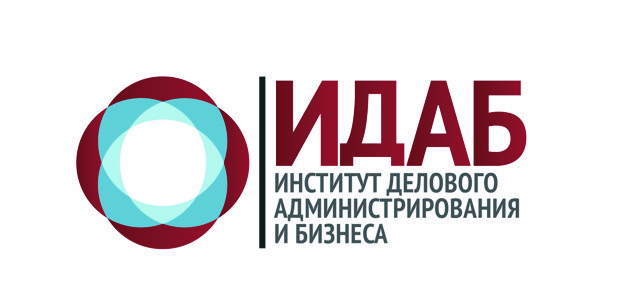 ИДАБ
ИНСТИТУТ ДЕЛОВОГО
АДМИНИСТРИРОВАНИЯ
И БИЗНЕСА